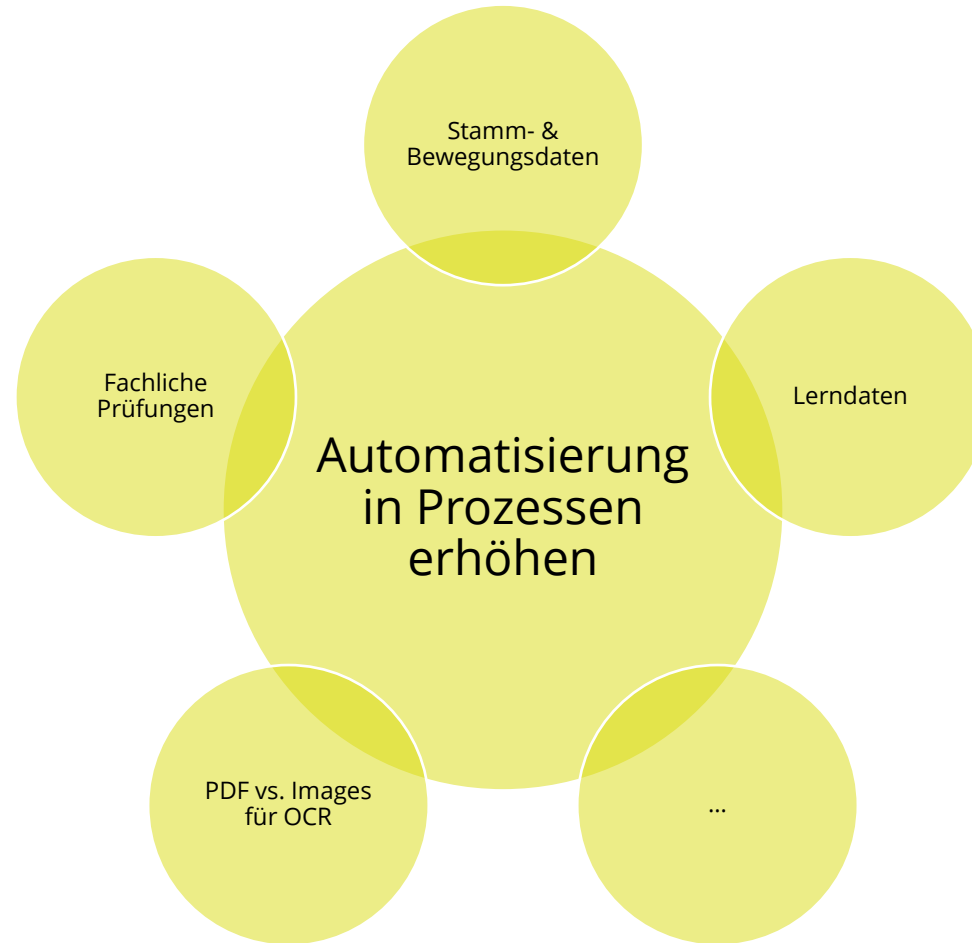 Stamm- &
Bewegungsdaten
Fachliche
Prüfungen
Lerndaten
Automatisierung
in Prozessen
erhöhen
PDF vs. Images
für OCR
...